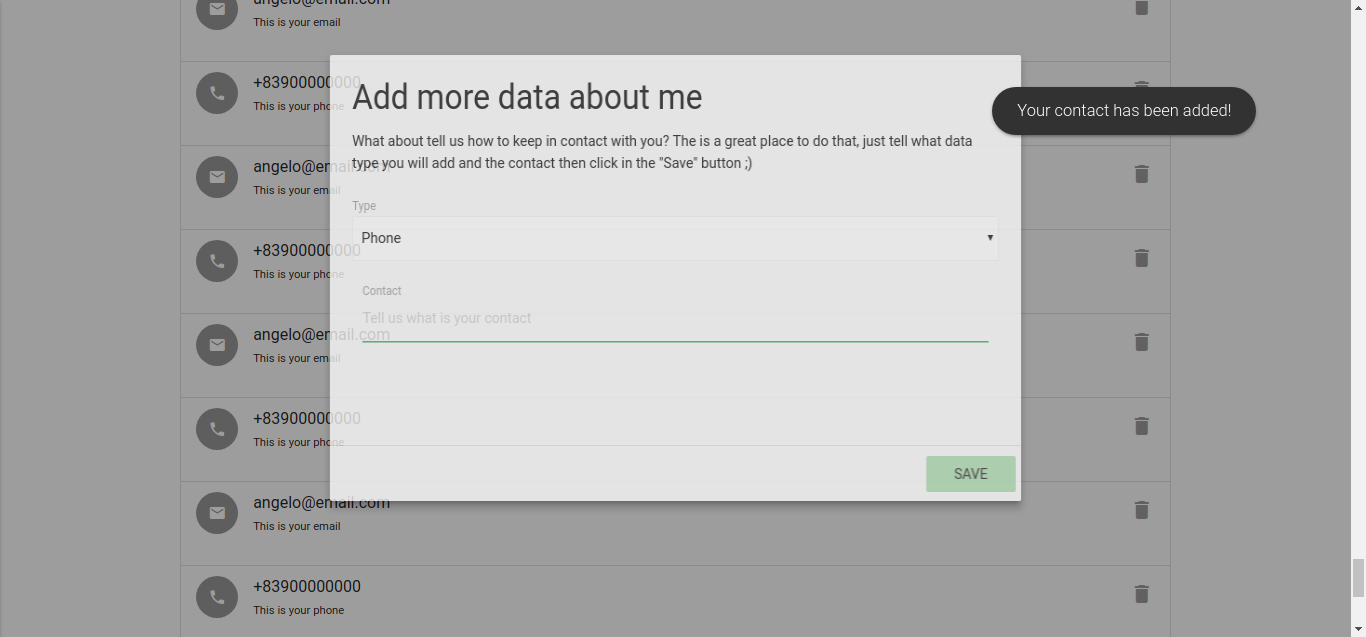 angelo@email.com
This is your email
+83900000000
This is your phone
Add more data about me
Your contact has been added!
What about tell us how to keep in contact with you? The is a great place to do that, just tell what data
type you will add and the contact then click in the "Save" button ;)
angelo@email.com
This is your email
Type
Phone
+83900000000
This is your phone
Contact
Tell us what is your contact
angelo@email.com
This is your email
+83900000000
This is your phone
SAVE
angelo@email.com
This is your email
+83900000000
This is your phone